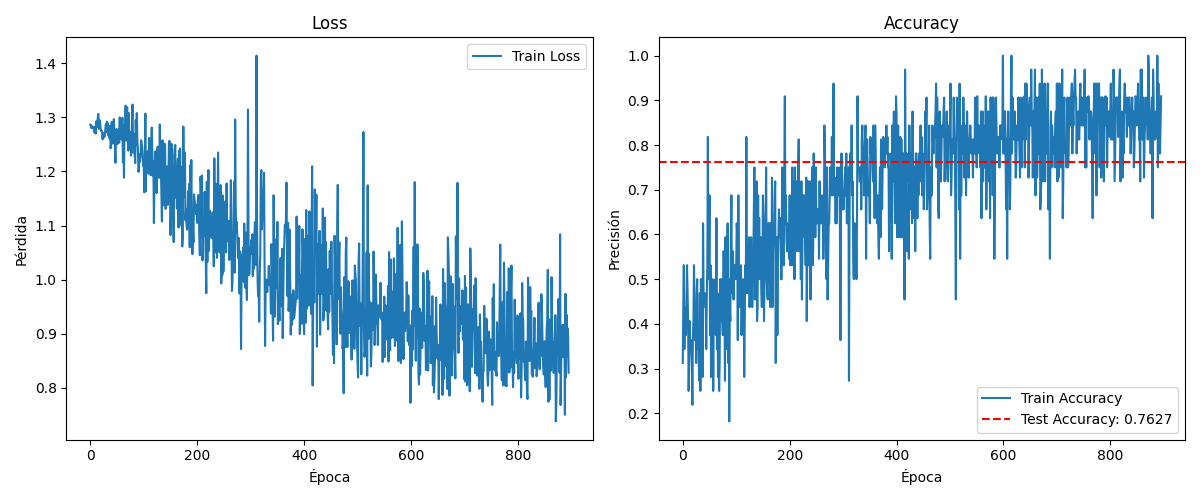 Loss
Train Loss
Pérdida
1.4
1.3
1.2
1.1
1.0
0.9
0.8
0
200
400
600
800
Época
Accuracy
Precisión
1.0
0.9
0.8
0.7
0.6
0.5
0.4
0.3
0.2
Train Accuracy
Test Accuracy: 0.7627
0
200
400
600
800
Época